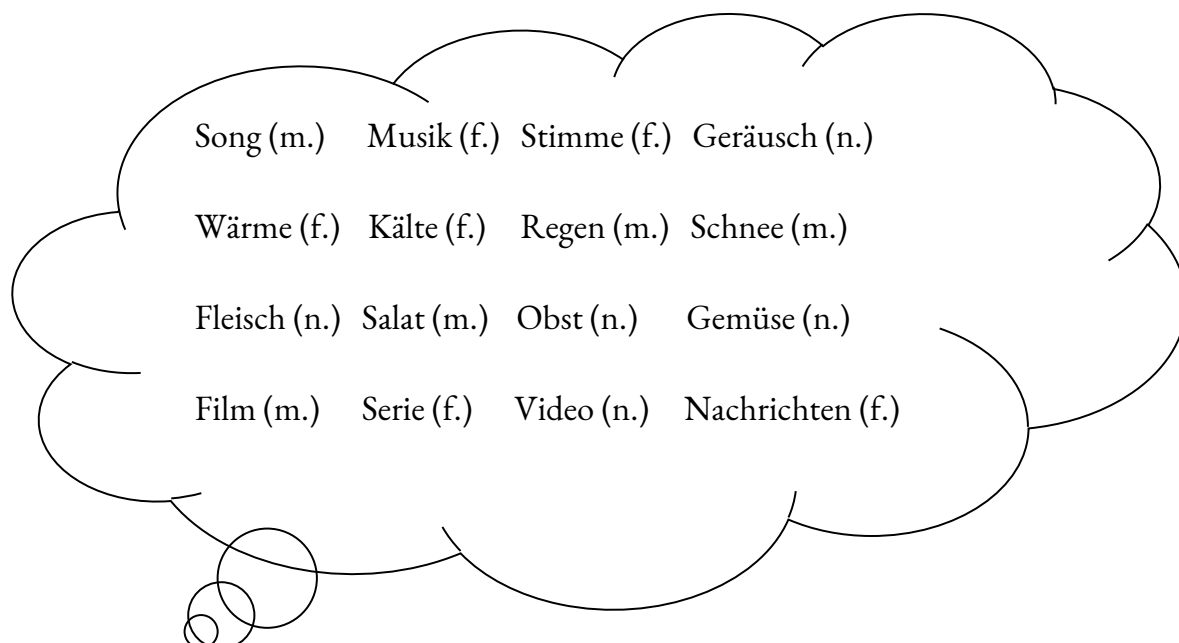 Song (m.) Musik (f.) Stimme (f.) Geräusch (n.)
Wärme (f.) Kälte (f.) Regen (m.) Schnee (m.)
Fleisch (n.) Salat (m.) Obst (n.) Gemüse (n.)
Film (m.) Serie (f.) Video (n.) Nachrichten (f.)